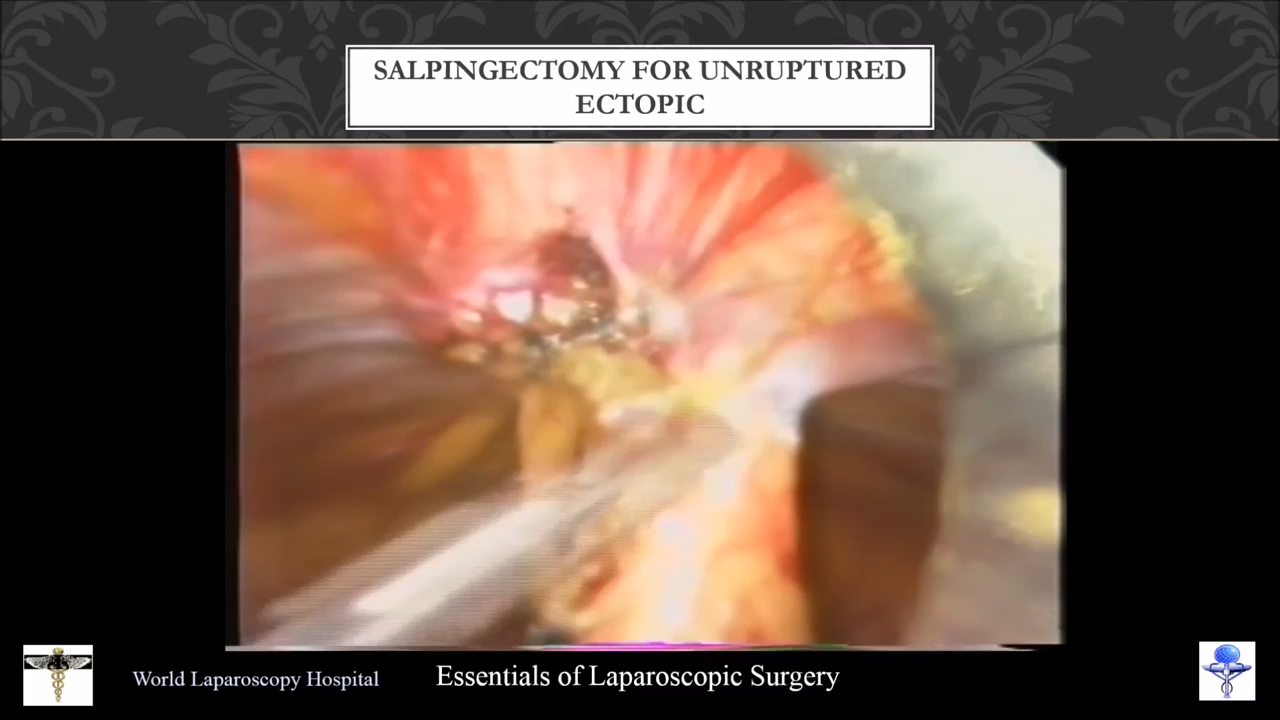 SALPINGECTOMY FOR UNRUPTURED
ECTOPIC
World Laparoscopy Hospital
Essentials of Laparoscopic Surgery